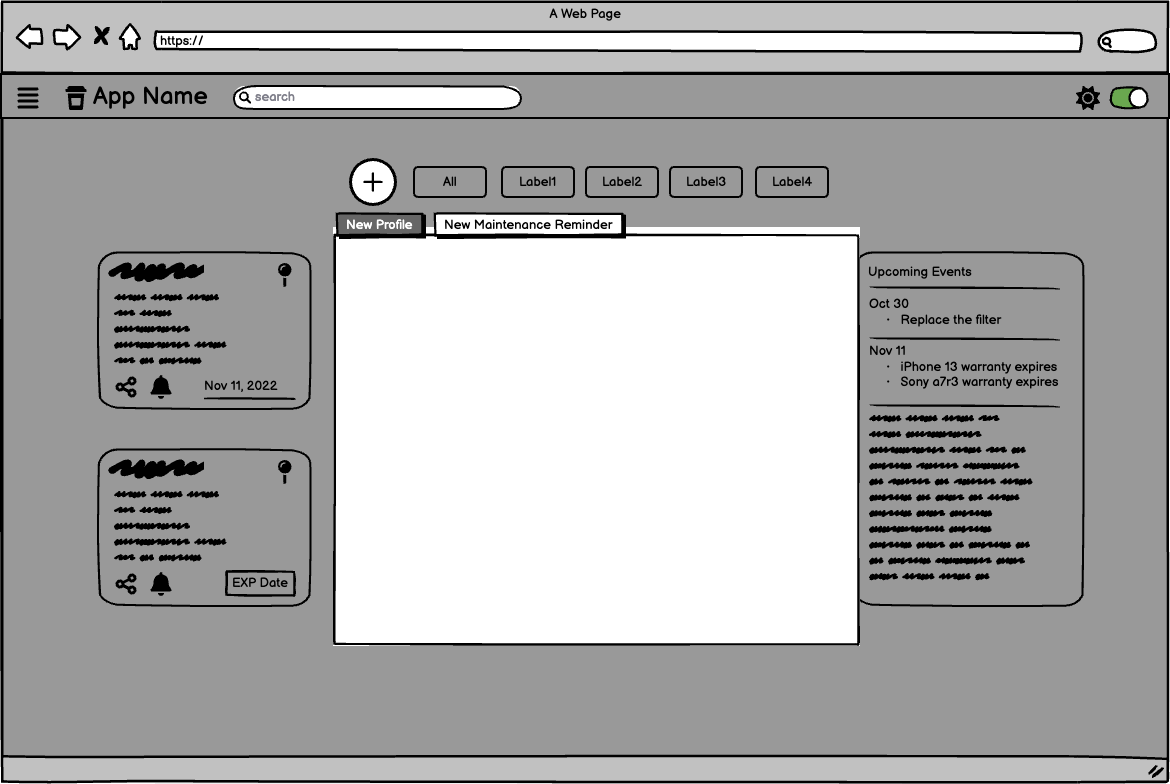 A Web Page
https://
App Name
search
All
Label1
Label2
Label3
Label4
New Profile
New Maintenance Reminder
Nov 11, 2022
EXP Date
Upcoming Events
Oct 30
· Replace the filter
Nov 11
· iPhone 13 warranty expires
· Sony a7r3 warranty expires